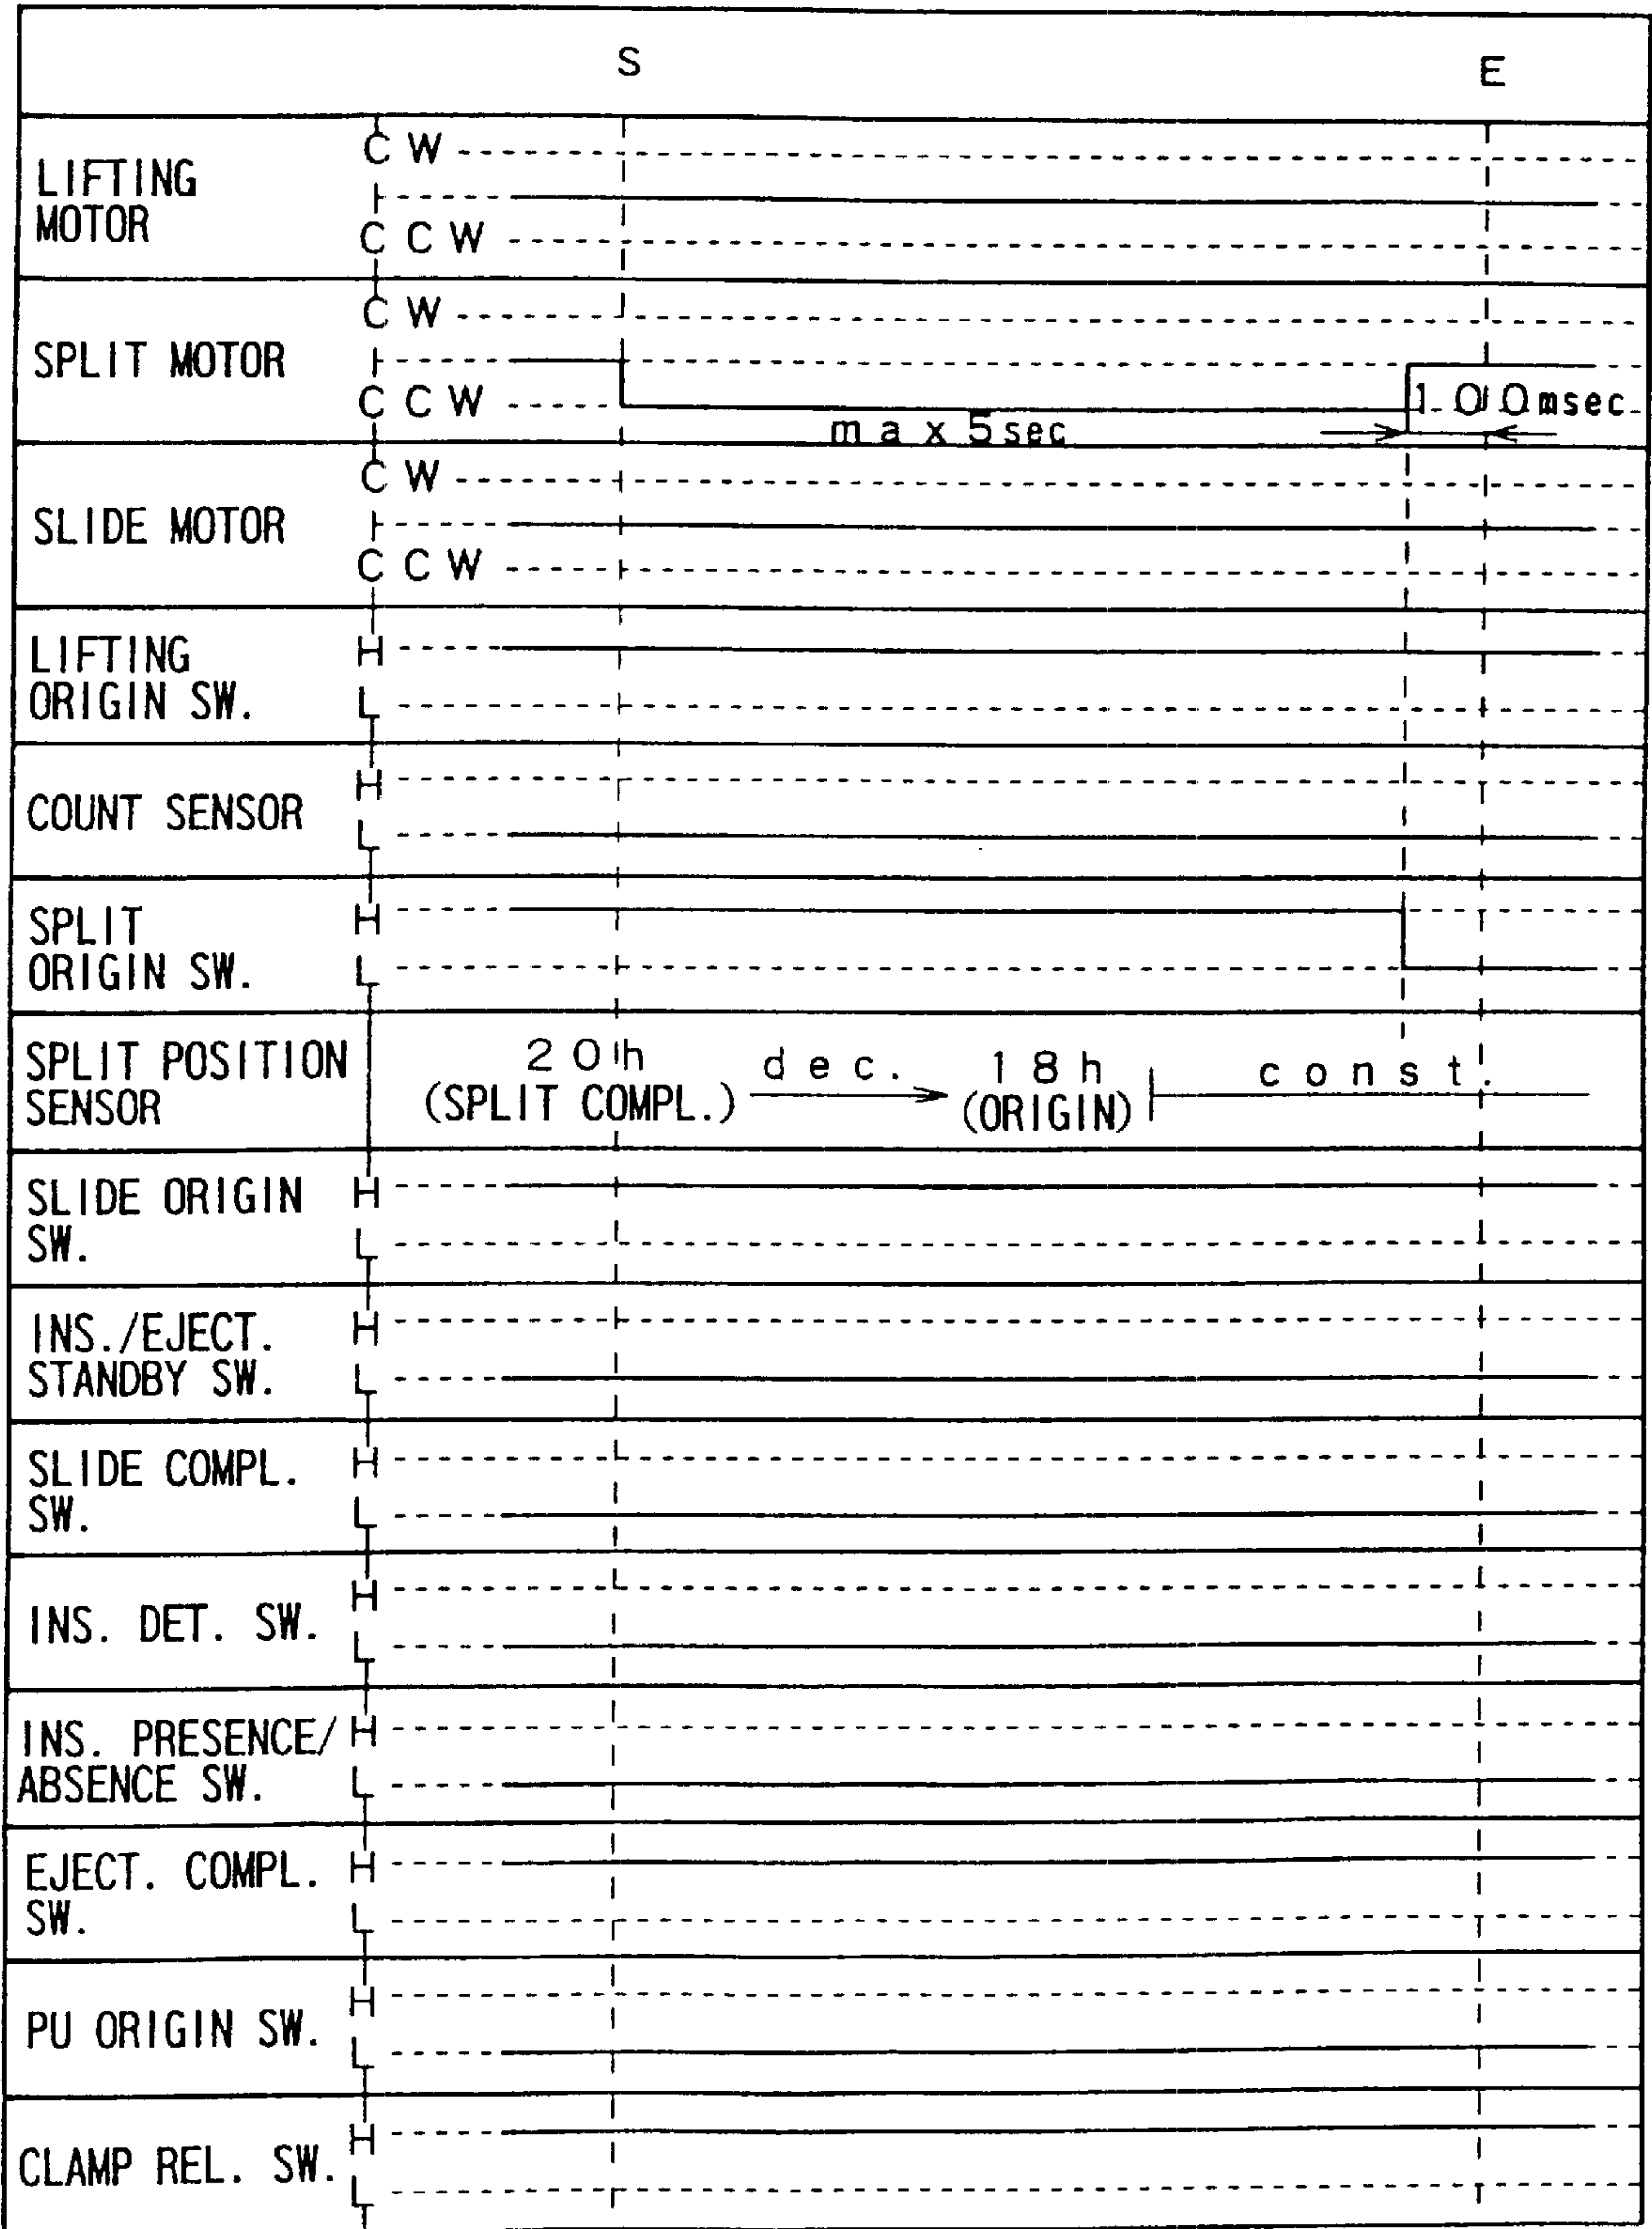 S E
LIFTING
MOTOR
CW
CCW
SPLIT MOTOR
CW
CCW
max 5sec
100msec
SLIDE MOTOR
CW
CCW
LIFTING
ORIGIN SW.
H
L
COUNT SENSOR
H
L
SPLIT
ORIGIN SW.
H
L
SPLIT POSITION
SENSOR
20h dec. 18h const.
(SPLIT COMPL.) (ORIGIN)
SLIDE ORIGIN
SW.
H
L
INS./EJECT.
STANDBY SW.
H
L
SLIDE COMPL.
SW.
H
L
INS. DET. SW.
H
L
INS. PRESENCE/
ABSENCE SW.
H
L
EJECT. COMPL.
SW.
H
L
PU ORIGIN SW.
H
L
CLAMP REL. SW.
H
L